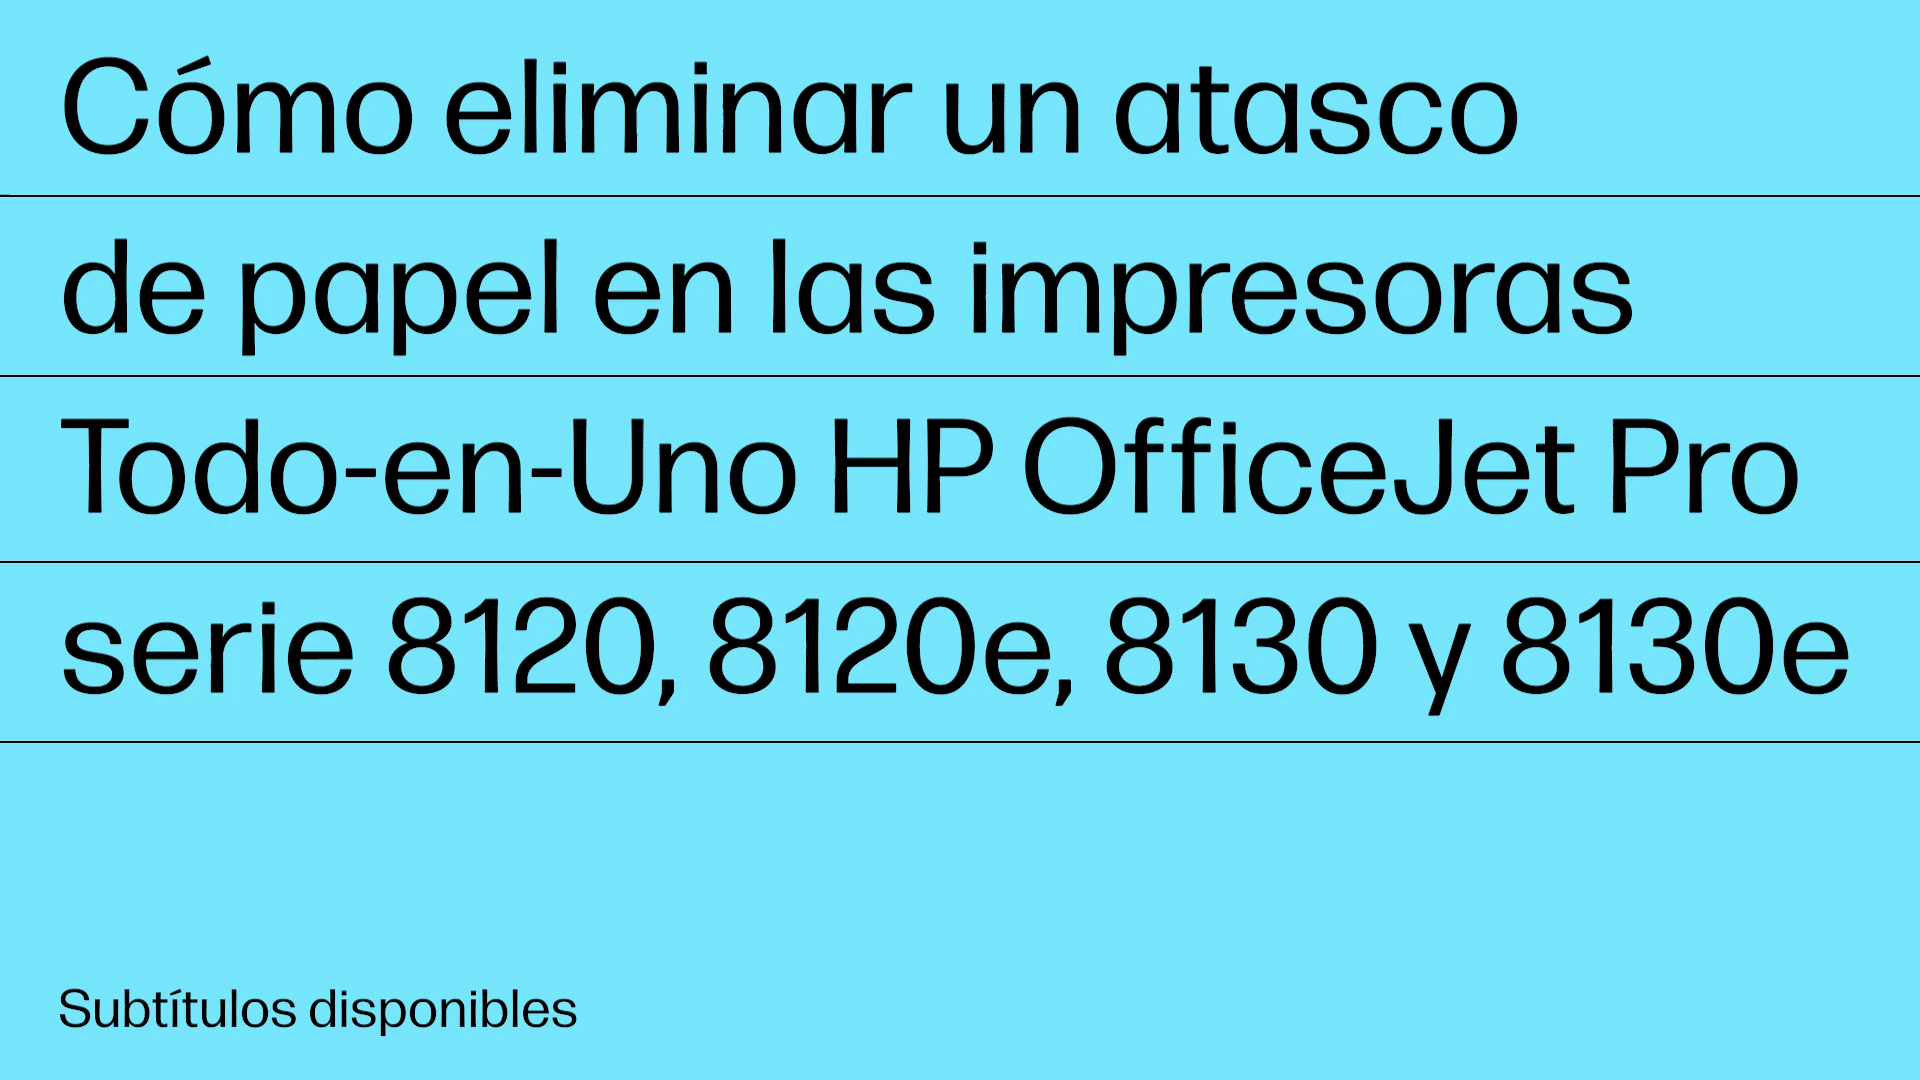 Cómo eliminar un atasco
de papel en las impresoras
Todo-en-Uno HP OfficeJet Pro
serie 8120, 8120e, 8130 y 8130e
Subtítulos disponibles